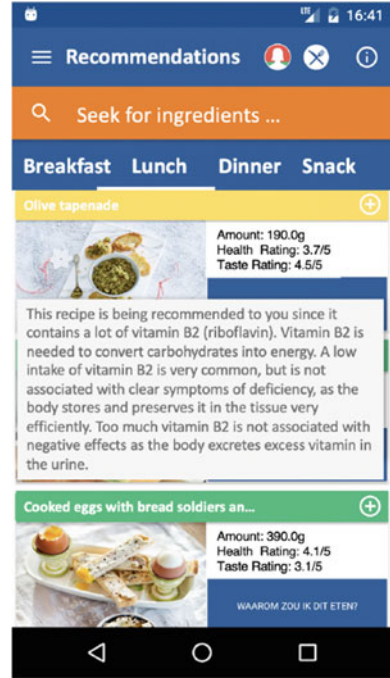 LTE 16:41
Recommendations
Seek for ingredients ...
Breakfast Lunch Dinner Snack
Olive tapenade
Amount: 190.0g
Health Rating: 3.7/5
Taste Rating: 4.5/5
This recipe is being recommended to you since it
contains a lot of vitamin B2 (riboflavin). Vitamin B2 is
needed to convert carbohydrates into energy. A low
intake of vitamin B2 is very common, but is not
associated with clear symptoms of deficiency, as the
body stores and preserves it in the tissue very
efficiently. Too much vitamin B2 is not associated with
negative effects as the body excretes excess vitamin in
the urine.
Cooked eggs with bread soldiers an...
Amount: 390.0g
Health Rating: 4.1/5
Taste Rating: 3.1/5
WAAROM ZOU IK DIT ETEN?